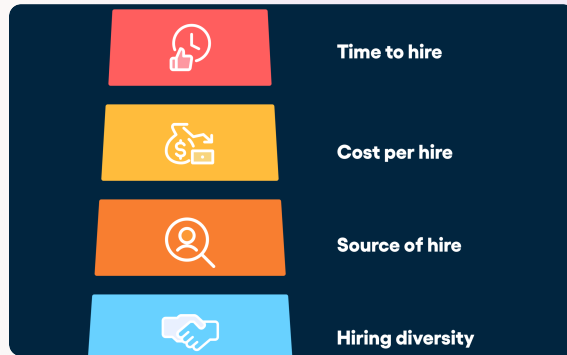 Time to hire
Cost per hire
Source of hire
Hiring diversity
$